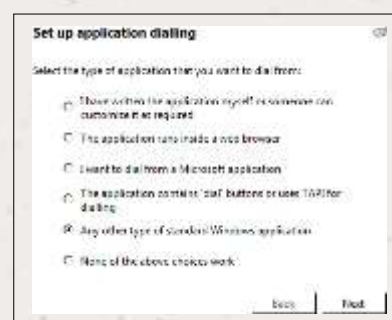 Set up application dialling
Select the type of application that you want to dial from:
I have written the application myself or someone can
customize it as required
The application runs inside a web browser
I want to dial from a Microsoft application
The application contains 'dial' buttons or uses TAPI for
dialling
Any other type of standard Windows application
None of the above choices work
Back
Next